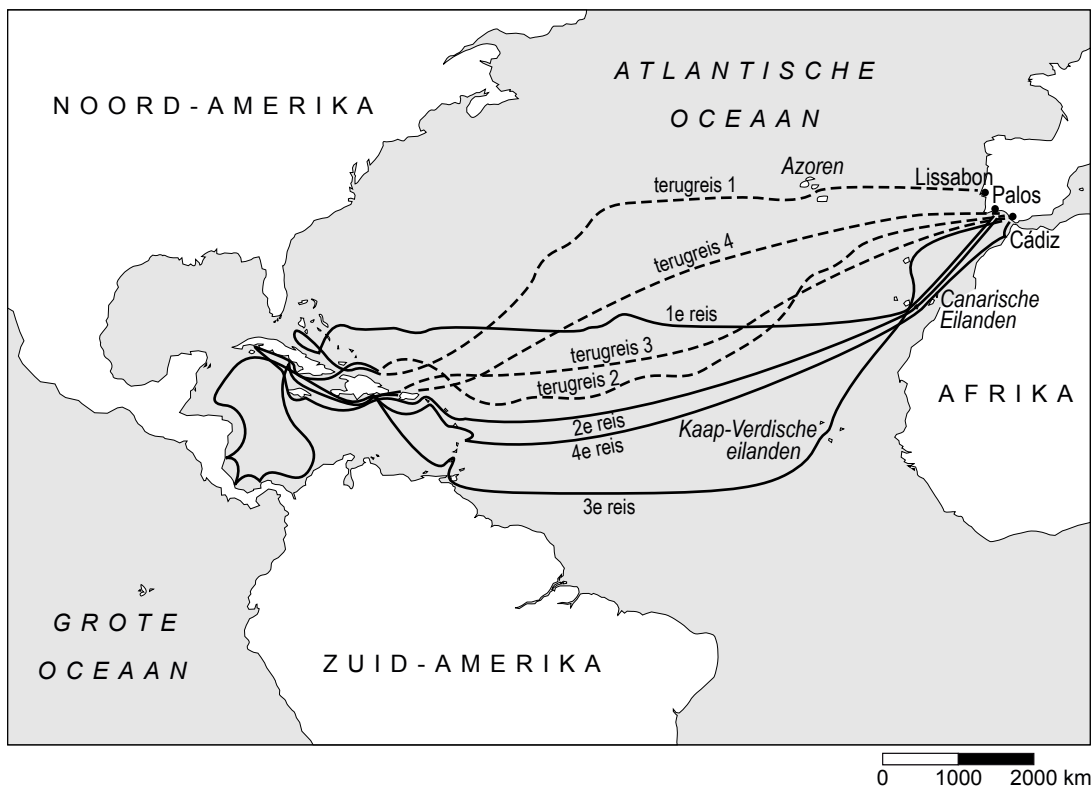 ATLANTISCHE
OCEAAN
NOORD-AMERIKA
Azoren
Lissabon
terugreis 1
Palos
Cádiz
terugreis 4
Canarische
Eilanden
1e reis
terugreis 3
terugreis 2
AFRIKA
2e reis
Kaap-Verdische
eilanden
4e reis
3e reis
GROTE
OCEAAN
ZUID-AMERIKA
0 1000 2000 km